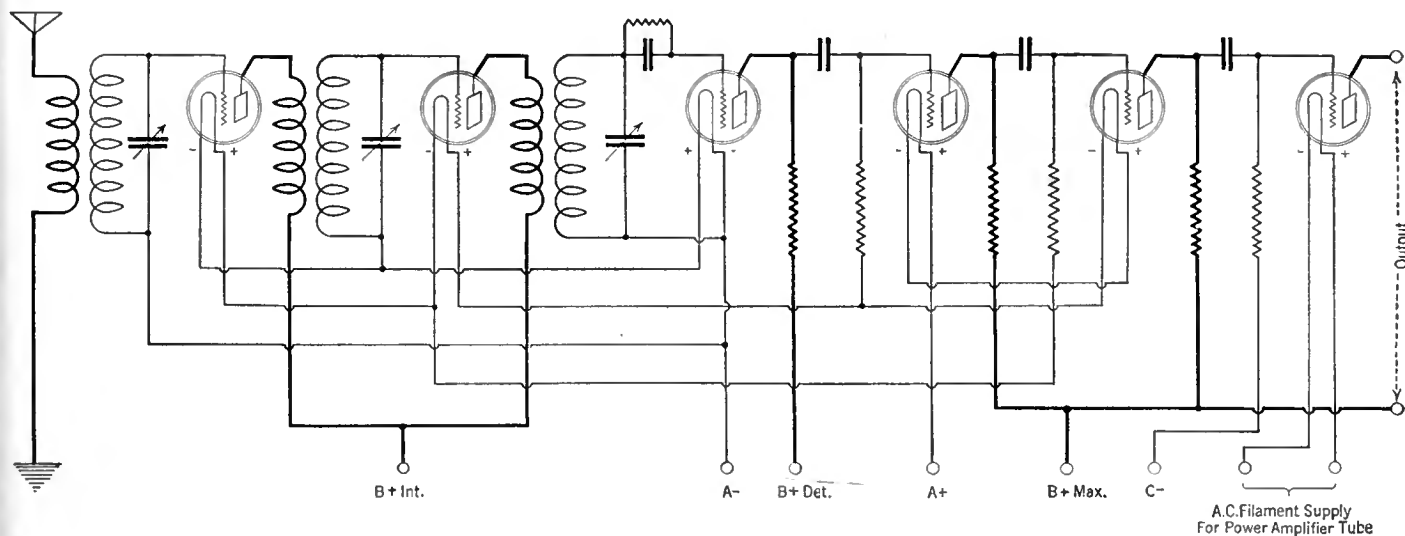 - + - + + - - + - + - +
Output
B+ Int.
A-
B+ Det.
A+
B+ Max.
C-
A.C. Filament Supply
For Power Amplifier Tube